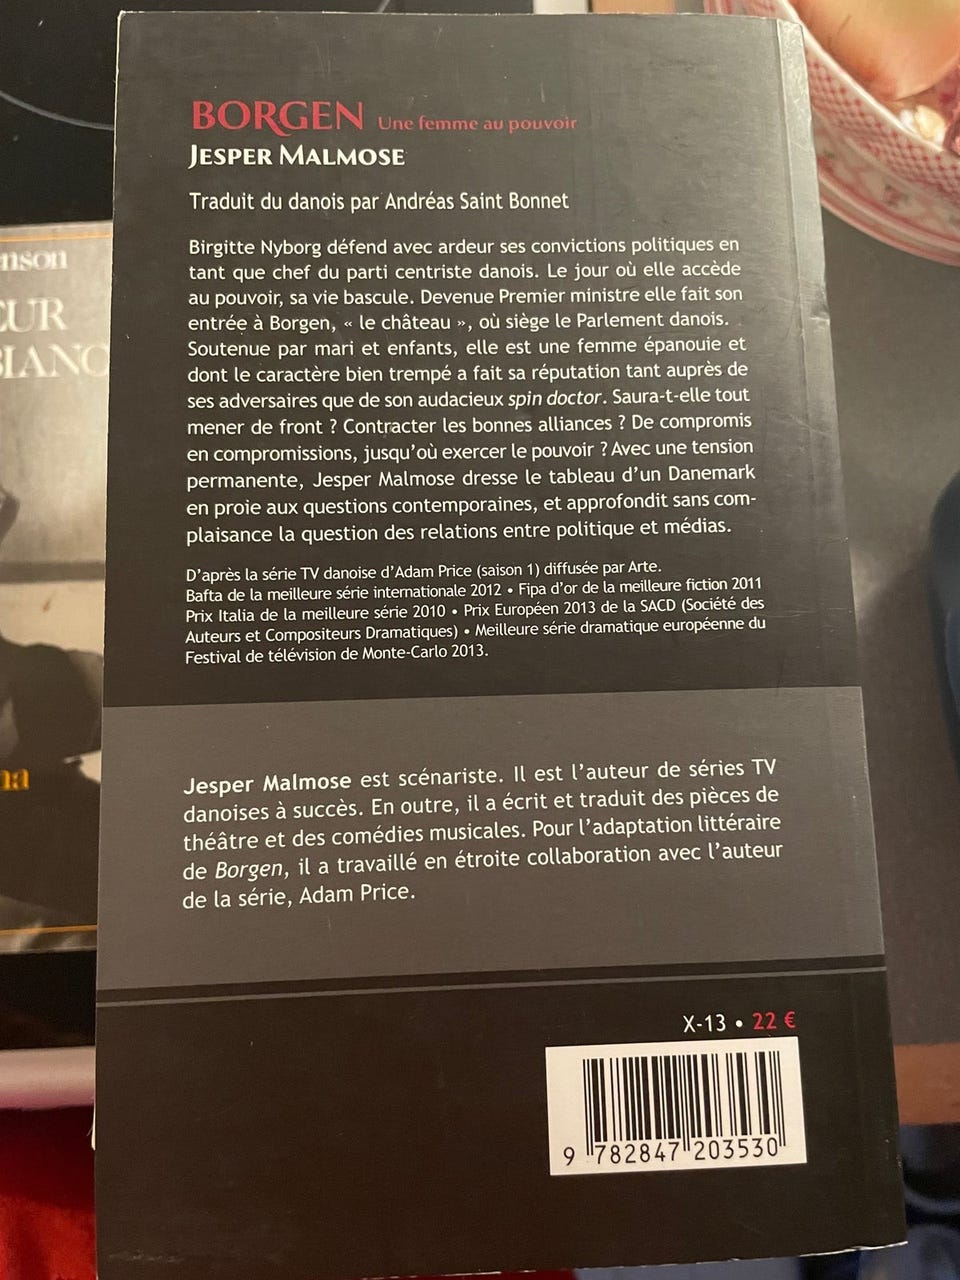 BORGEN Une femme au pouvoir
JESPER MALMOSE
Traduit du danois par Andréas Saint Bonnet
Birgitte Nyborg défend avec ardeur ses convictions politiques en
tant que chef du parti centriste danois. Le jour où elle accède
au pouvoir, sa vie bascule. Devenue Premier ministre elle fait son
entrée à Borgen, « le château », où siège le Parlement danois.
Soutenue par mari et enfants, elle est une femme épanouie et
dont le caractère bien trempé a fait sa réputation tant auprès de
ses adversaires que de son audacieux spin doctor. Saura-t-elle tout
mener de front ? Contracter les bonnes alliances ? De compromis
en compromissions, jusqu'où exercer le pouvoir ? Avec une tension
permanente, Jesper Malmose dresse le tableau d'un Danemark
en proie aux questions contemporaines, et approfondit sans com-
plaisance la question des relations entre politique et médias.
D'après la série TV danoise d'Adam Price (saison 1) diffusée par Arte.
Bafta de la meilleure série internationale 2012 • Fipa d'or de la meilleure fiction 2011
Prix Italia de la meilleure série 2010 • Prix Européen 2013 de la SACD (Société des
Auteurs et Compositeurs Dramatiques) • Meilleure série dramatique européenne du
Festival de télévision de Monte-Carlo 2013.
Jesper Malmose est scénariste. Il est l'auteur de séries TV
danoises à succès. En outre, il a écrit et traduit des pièces de
théâtre et des comédies musicales. Pour l'adaptation littéraire
de Borgen, il a travaillé en étroite collaboration avec l'auteur
de la série, Adam Price.
X-13 • 22 €
9 782847 203530
nson
EUR
BIANC
na